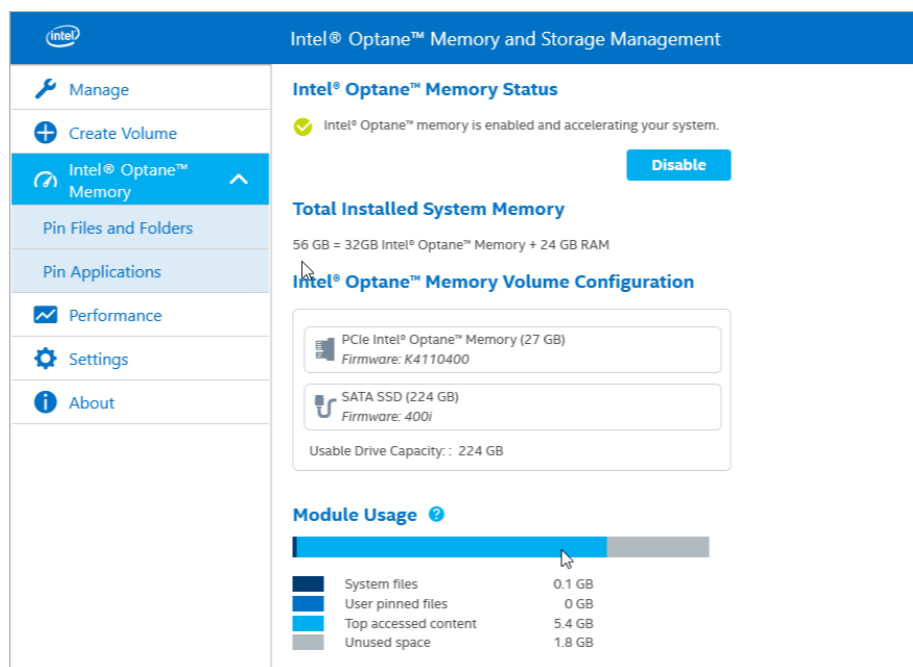 intel
Intel® Optane™ Memory and Storage Management
Manage
Create Volume
Intel® Optane™
Memory
Pin Files and Folders
Pin Applications
Performance
Settings
About
Intel® Optane™ Memory Status
Intel® Optane™ memory is enabled and accelerating your system.
Disable
Total Installed System Memory
56 GB = 32GB Intel® Optane™ Memory + 24 GB RAM
Intel® Optane™ Memory Volume Configuration
PCIe Intel® Optane™ Memory (27 GB)
Firmware: K4110400
SATA SSD (224 GB)
Firmware: 400i
Usable Drive Capacity: : 224 GB
Module Usage ?
System files 0.1 GB
User pinned files 0 GB
Top accessed content 5.4 GB
Unused space 1.8 GB